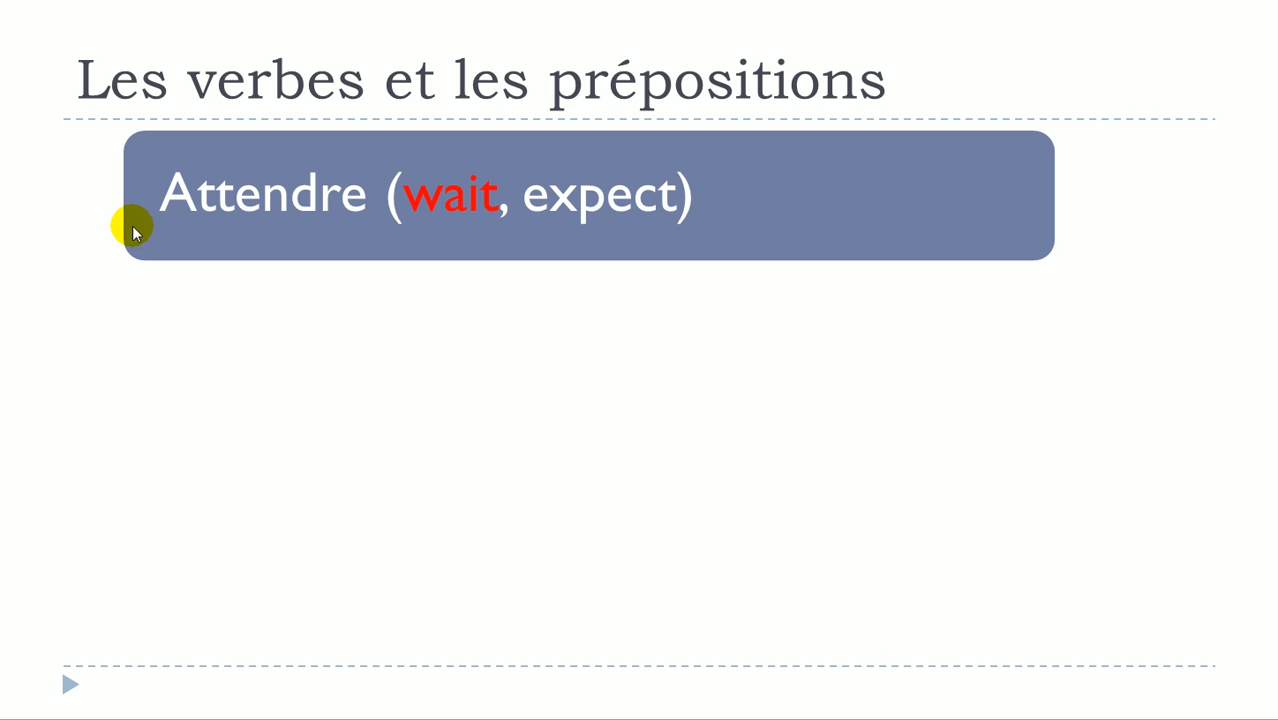 Les verbes et les prépositions
Attendre (wait, expect)